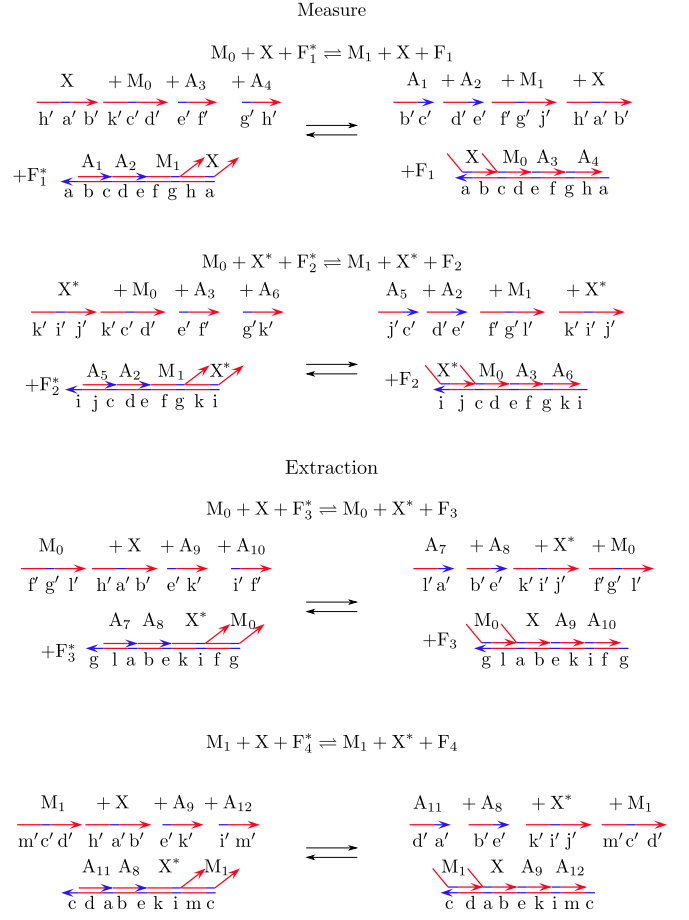 Measure
M₀ + X + F₁* ⇌ M₁ + X + F₁
X + M₀ + A₃ + A₄ A₁ + A₂ + M₁ + X
h′ a′ b′ k′ c′ d′ e′ f′ g′ h′ b′ c′ d′ e′ f′ g′ j′ h′ a′ b′
A₁ A₂ M₁ X X M₀ A₃ A₄
+F₁* +F₁
a b c d e f g h a a b c d e f g h a
M₀ + X* + F₂* ⇌ M₁ + X* + F₂
X* + M₀ + A₃ + A₆ A₅ + A₂ + M₁ + X*
k′ i′ j′ k′ c′ d′ e′ f′ g′ k′ j′ c′ d′ e′ f′ g′ l′ k′ i′ j′
A₅ A₂ M₁ X* X* M₀ A₃ A₆
+F₂* +F₂
i j c d e f g k i i j c d e f g k i
Extraction
M₀ + X + F₃* ⇌ M₀ + X* + F₃
M₀ + X + A₉ + A₁₀ A₇ + A₈ + X* + M₀
f′ g′ l′ h′ a′ b′ e′ k′ i′ f′ l′ a′ b′ e′ k′ i′ j′ f′ g′ l′
A₇ A₈ X* M₀ M₀ X A₉ A₁₀
+F₃* +F₃
g l a b e k i f g g l a b e k i f g
M₁ + X + F₄* ⇌ M₁ + X* + F₄
M₁ + X + A₉ + A₁₂ A₁₁ + A₈ + X* + M₁
m′ c′ d′ h′ a′ b′ e′ k′ i′ m′ d′ a′ b′ e′ k′ i′ j′ m′ c′ d′
A₁₁ A₈ X* M₁ M₁ X A₉ A₁₂
c d a b e k i m c c d a b e k i m c